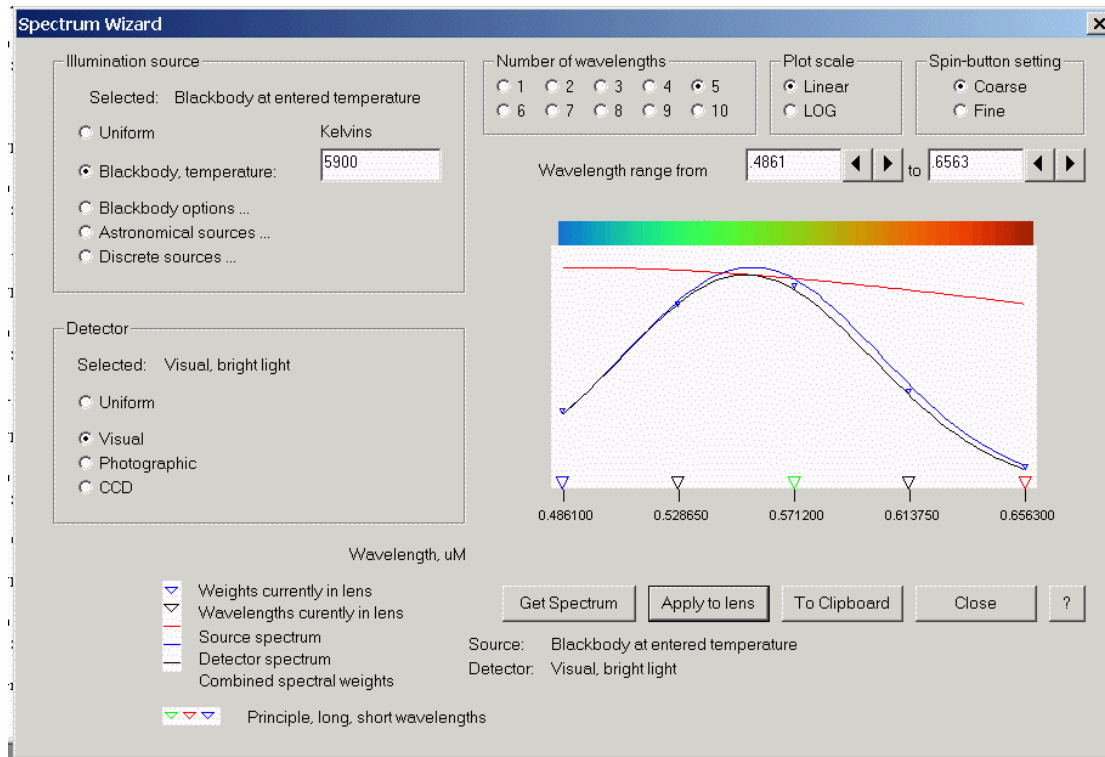 Spectrum Wizard
Illumination source
Selected: Blackbody at entered temperature
Uniform
Kelvins
Blackbody, temperature:
5900
Blackbody options ...
Astronomical sources ...
Discrete sources ...
Number of wavelengths
1 2 3 4 5
6 7 8 9 10
Plot scale
Linear
LOG
Spin-button setting
Coarse
Fine
Wavelength range from .4861 to .6563
Detector
Selected: Visual, bright light
Uniform
Visual
Photographic
CCD
0.486100 0.528650 0.571200 0.613750 0.656300
Wavelength, uM
Weights currently in lens
Wavelengths curently in lens
Source spectrum
Detector spectrum
Combined spectral weights
Principle, long, short wavelengths
Get Spectrum Apply to lens To Clipboard Close ?
Source: Blackbody at entered temperature
Detector: Visual, bright light